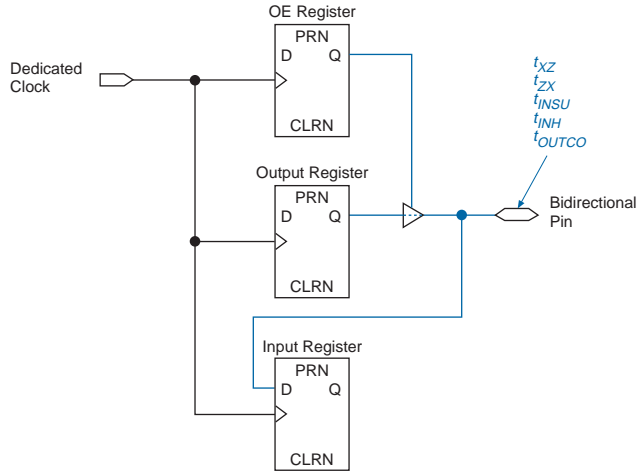 OE Register
PRN
D Q
CLRN
Dedicated
Clock
tXZ
tZX
tINSU
tINH
tOUTCO
Output Register
PRN
D Q
CLRN
Bidirectional
Pin
Input Register
PRN
D Q
CLRN